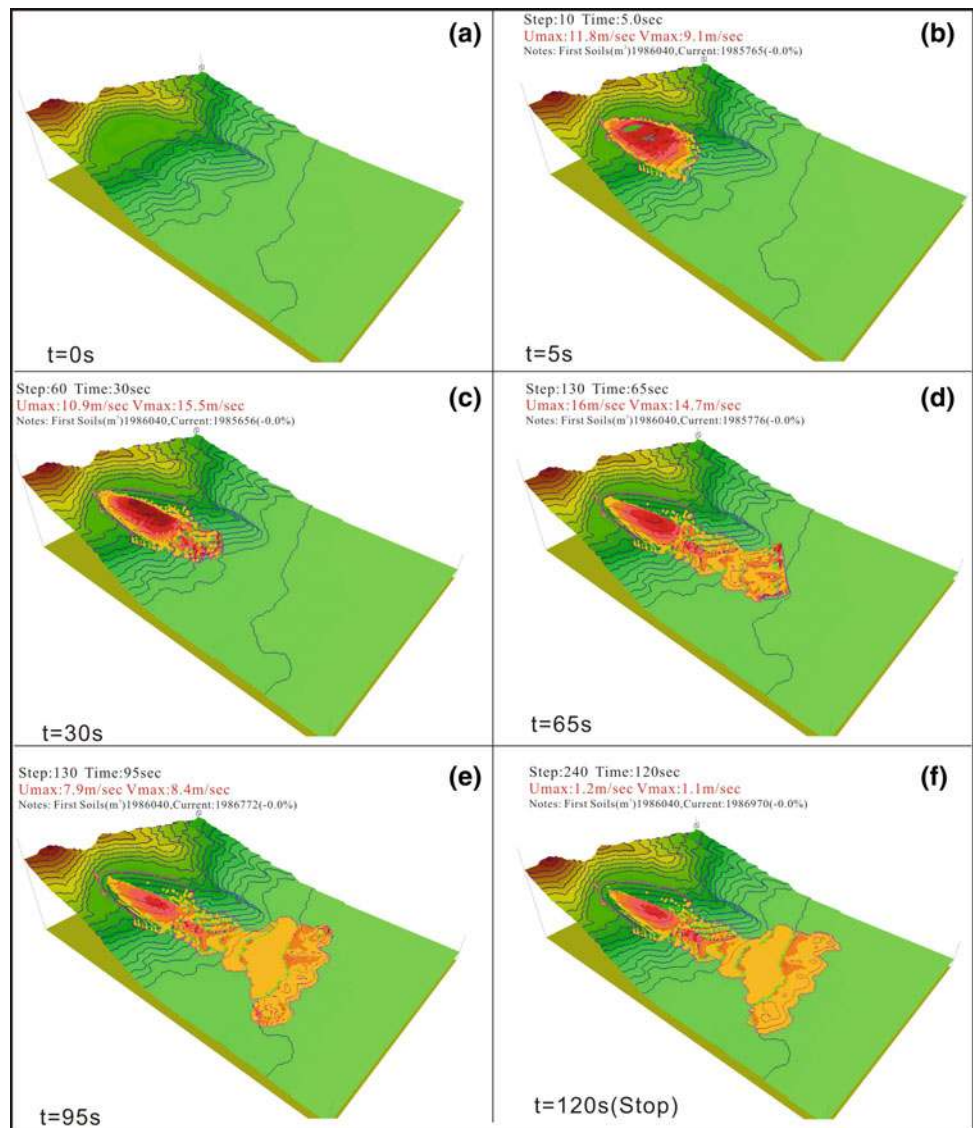 (a)
t=0s
(b)
Step:10 Time:5.0sec
Umax:11.8m/sec Vmax:9.1m/sec
Notes: First Soils(m³)1986040,Current:1985765(-0.0%)
t=5s
(c)
Step:60 Time:30sec
Umax:10.9m/sec Vmax:15.5m/sec
Notes: First Soils(m³)1986040,Current:1985656(-0.0%)
t=30s
(d)
Step:130 Time:65sec
Umax:16m/sec Vmax:14.7m/sec
Notes: First Soils(m³)1986040,Current:1985776(-0.0%)
t=65s
(e)
Step:130 Time:95sec
Umax:7.9m/sec Vmax:8.4m/sec
Notes: First Soils(m³)1986040,Current:1986772(-0.0%)
t=95s
(f)
Step:240 Time:120sec
Umax:1.2m/sec Vmax:1.1m/sec
Notes: First Soils(m³)1986040,Current:1986970(-0.0%)
t=120s(Stop)